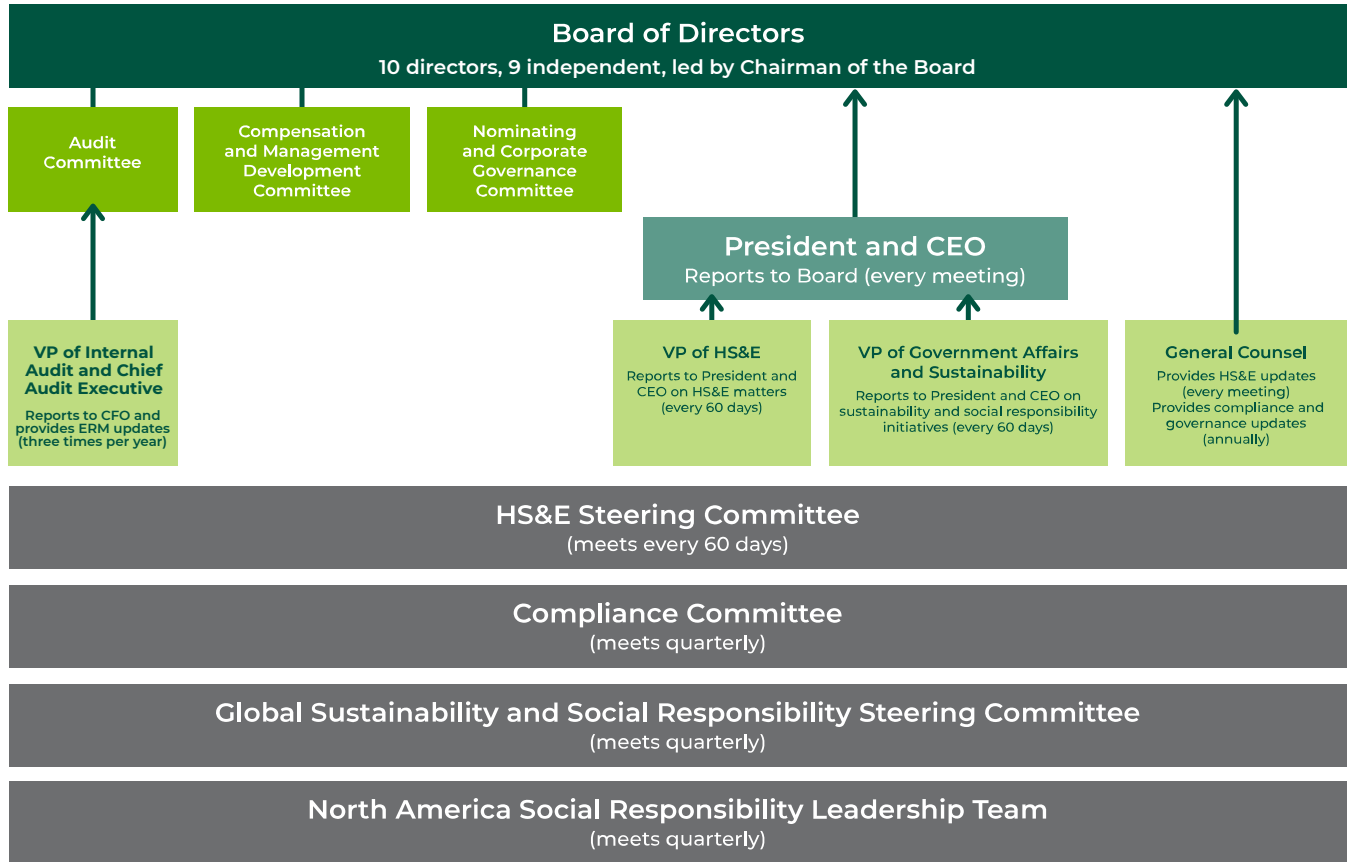 Board of Directors
10 directors, 9 independent, led by Chairman of the Board
Audit
Committee
Compensation
and Management
Development
Committee
Nominating
and Corporate
Governance
Committee
President and CEO
Reports to Board (every meeting)
VP of Internal
Audit and Chief
Audit Executive
Reports to CFO and
provides ERM updates
(three times per year)
VP of HS&E
Reports to President and
CEO on HS&E matters
(every 60 days)
VP of Government Affairs
and Sustainability
Reports to President and CEO on
sustainability and social responsibility
initiatives (every 60 days)
General Counsel
Provides HS&E updates
(every meeting)
Provides compliance and
governance updates
(annually)
HS&E Steering Committee
(meets every 60 days)
Compliance Committee
(meets quarterly)
Global Sustainability and Social Responsibility Steering Committee
(meets quarterly)
North America Social Responsibility Leadership Team
(meets quarterly)